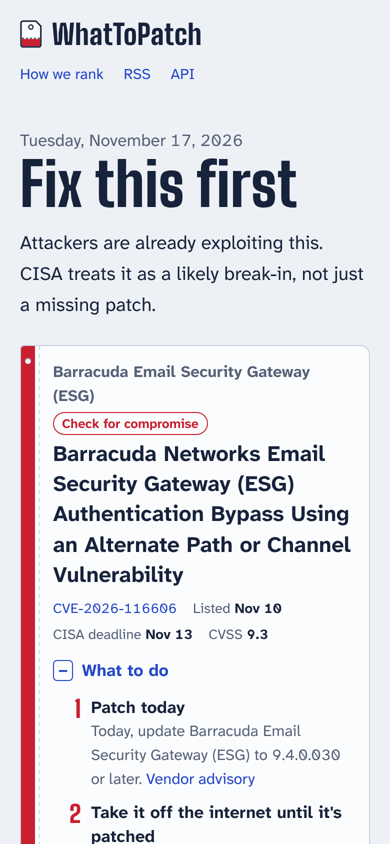 WhatToPatch
How we rank RSS API
Tuesday, November 17, 2026
Fix this first
Attackers are already exploiting this.
CISA treats it as a likely break-in, not just
a missing patch.
Barracuda Email Security Gateway
(ESG)
Check for compromise
Barracuda Networks Email
Security Gateway (ESG)
Authentication Bypass Using
an Alternate Path or Channel
Vulnerability
CVE-2026-116606 Listed Nov 10
CISA deadline Nov 13 CVSS 9.3
What to do
1 Patch today
Today, update Barracuda Email
Security Gateway (ESG) to 9.4.0.030
or later. Vendor advisory
2 Take it off the internet until it's
patched